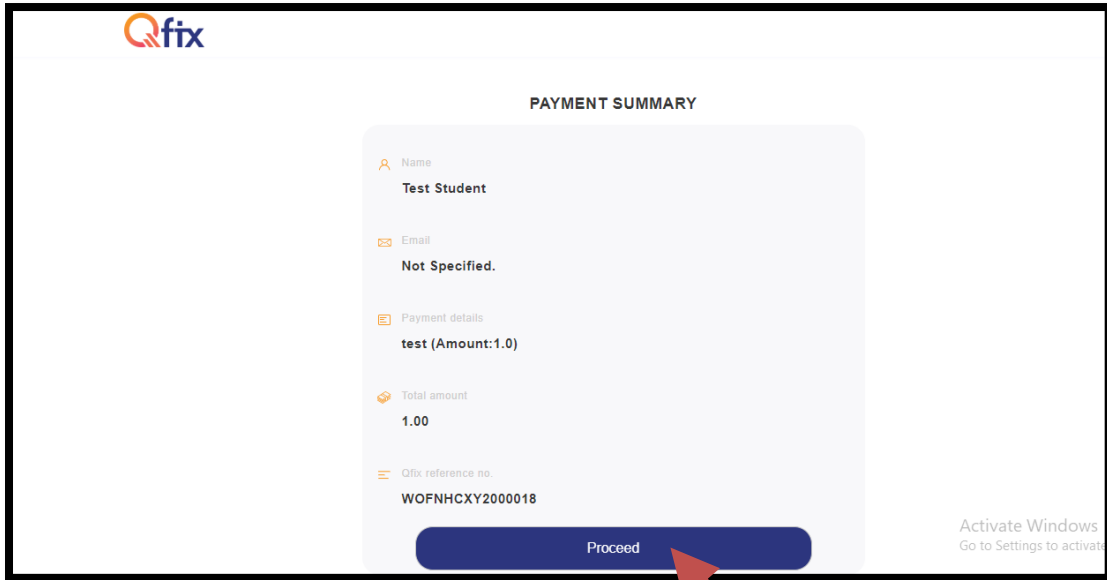 Qfix
PAYMENT SUMMARY
Name
Test Student
Email
Not Specified.
Payment details
test (Amount:1.0)
Total amount
1.00
Qfix reference no.
WOFNHCXY2000018
Proceed
Activate Windows
Go to Settings to activate